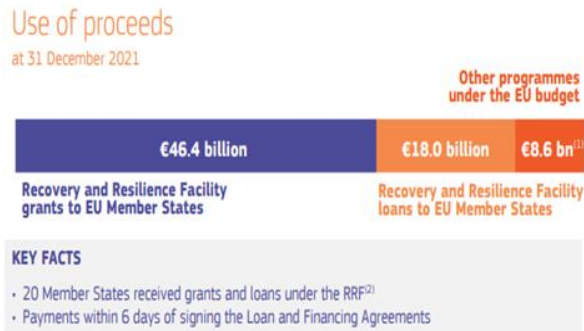 Use of proceeds
at 31 December 2021
Other programmes
under the EU budget
€46.4 billion
€18.0 billion
€8.6 bn(1)
Recovery and Resilience Facility
grants to EU Member States
Recovery and Resilience Facility
loans to EU Member States
KEY FACTS
• 20 Member States received grants and loans under the RRF(2)
• Payments within 6 days of signing the Loan and Financing Agreements